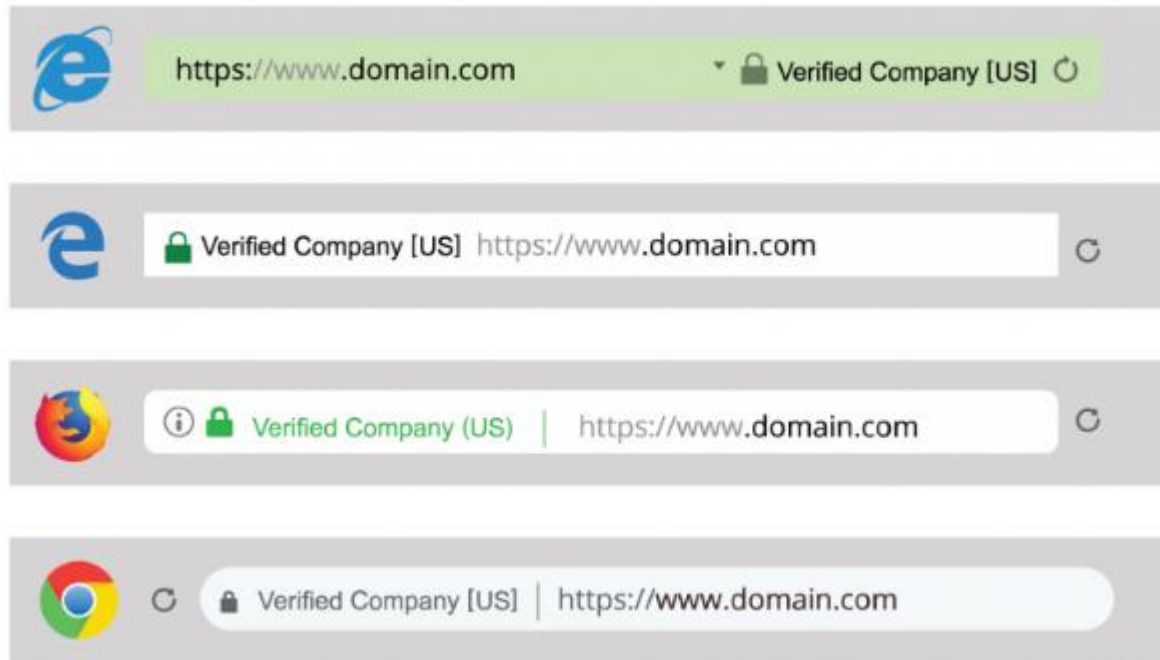 https://www.domain.com Verified Company [US]
Verified Company [US] https://www.domain.com
Verified Company (US) https://www.domain.com
Verified Company [US] https://www.domain.com